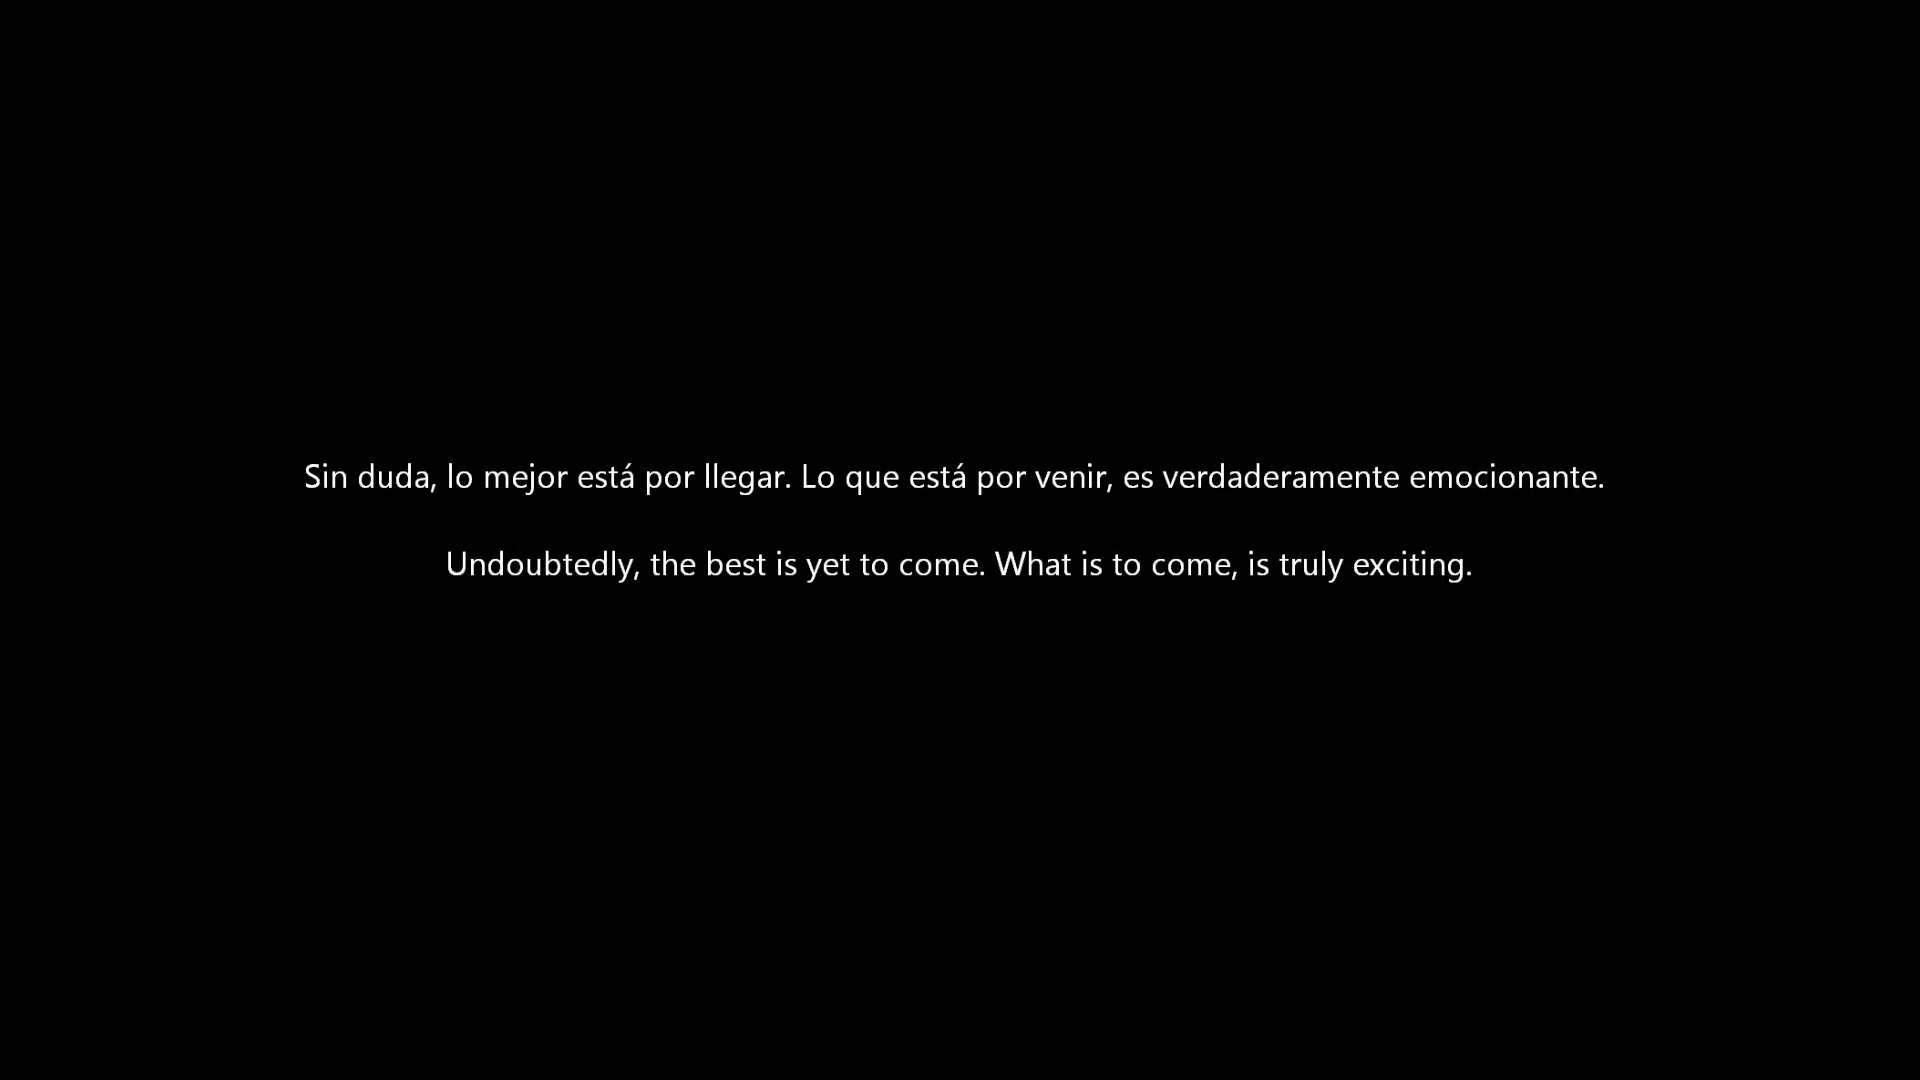 Sin duda, lo mejor está por llegar. Lo que está por venir, es verdaderamente emocionante.
Undoubtedly, the best is yet to come. What is to come, is truly exciting.